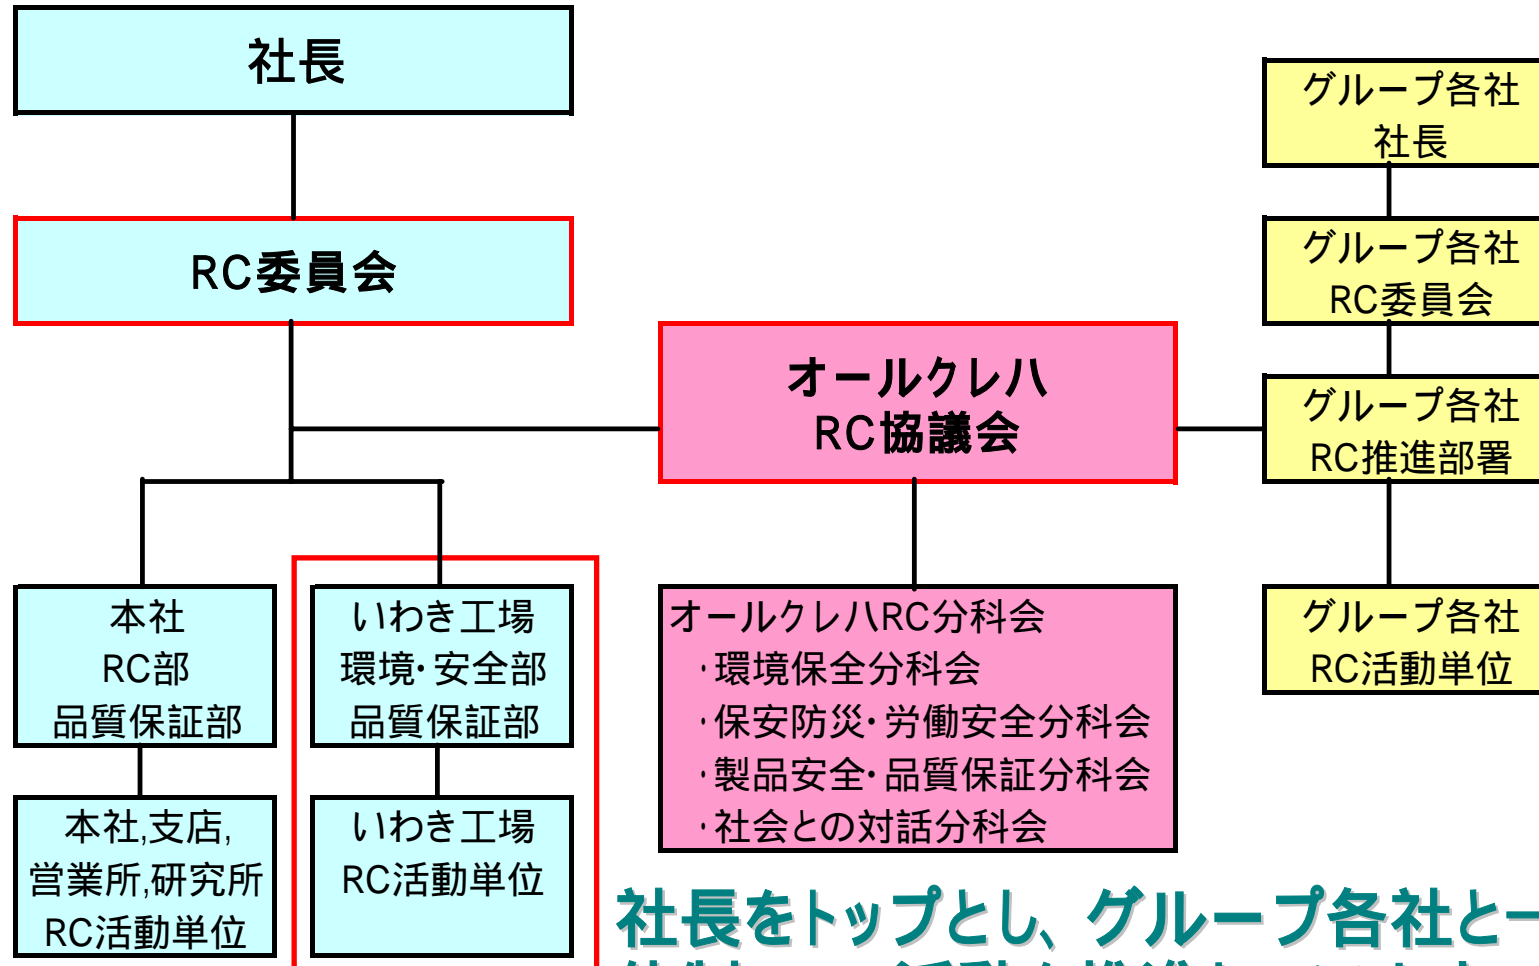 社長
RC委員会
オールクレハ
RC協議会
グループ各社
社長
グループ各社
RC委員会
グループ各社
RC推進部署
グループ各社
RC活動単位
本社
RC部
品質保証部
いわき工場
環境・安全部
品質保証部
本社,支店,
営業所,研究所
RC活動単位
いわき工場
RC活動単位
オールクレハRC分科会
・環境保全分科会
・保安防災・労働安全分科会
・製品安全・品質保証分科会
・社会との対話分科会
社長をトップとし、グループ各社と一